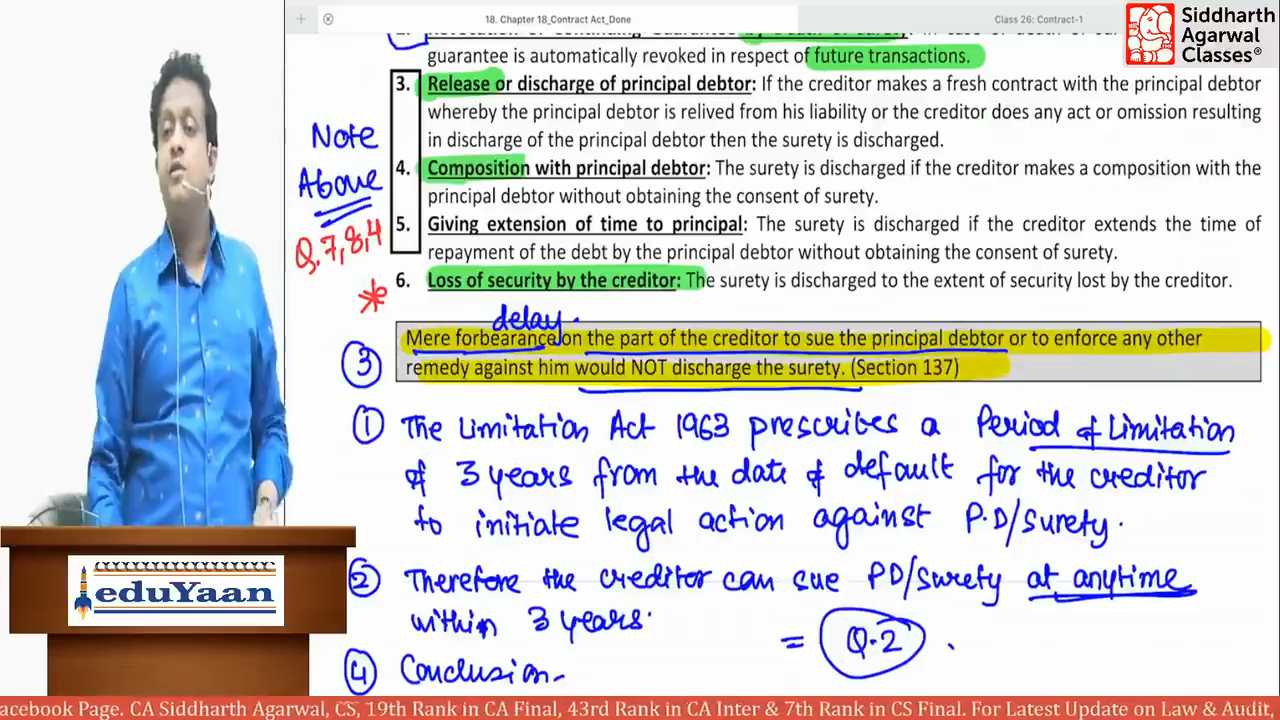 18. Chapter 18_Contract Act_Done
Class 26: Contract-1
Siddharth
Agarwal
Classes®
guarantee is automatically revoked in respect of future transactions.
3. Release or discharge of principal debtor: If the creditor makes a fresh contract with the principal debtor
whereby the principal debtor is relived from his liability or the creditor does any act or omission resulting
in discharge of the principal debtor then the surety is discharged.
4. Composition with principal debtor: The surety is discharged if the creditor makes a composition with the
principal debtor without obtaining the consent of surety.
5. Giving extension of time to principal: The surety is discharged if the creditor extends the time of
repayment of the debt by the principal debtor without obtaining the consent of surety.
6. Loss of security by the creditor: The surety is discharged to the extent of security lost by the creditor.
Note
Above
Q.7,8,4
delay.
Mere forbearance on the part of the creditor to sue the principal debtor or to enforce any other
remedy against him would NOT discharge the surety. (Section 137)
3
1 The Limitation Act 1963 prescribes a Period of Limitation
of 3 years from the date of default for the creditor
to initiate legal action against P.D/Surety.
2 Therefore the creditor can sue PD/Surety at anytime
within 3 years.
= Q.2
4 Conclusion.
eduYaan
acebook Page. CA Siddharth Agarwal, CS, 19th Rank in CA Final, 43rd Rank in CA Inter & 7th Rank in CS Final. For Latest Update on Law & Audit,